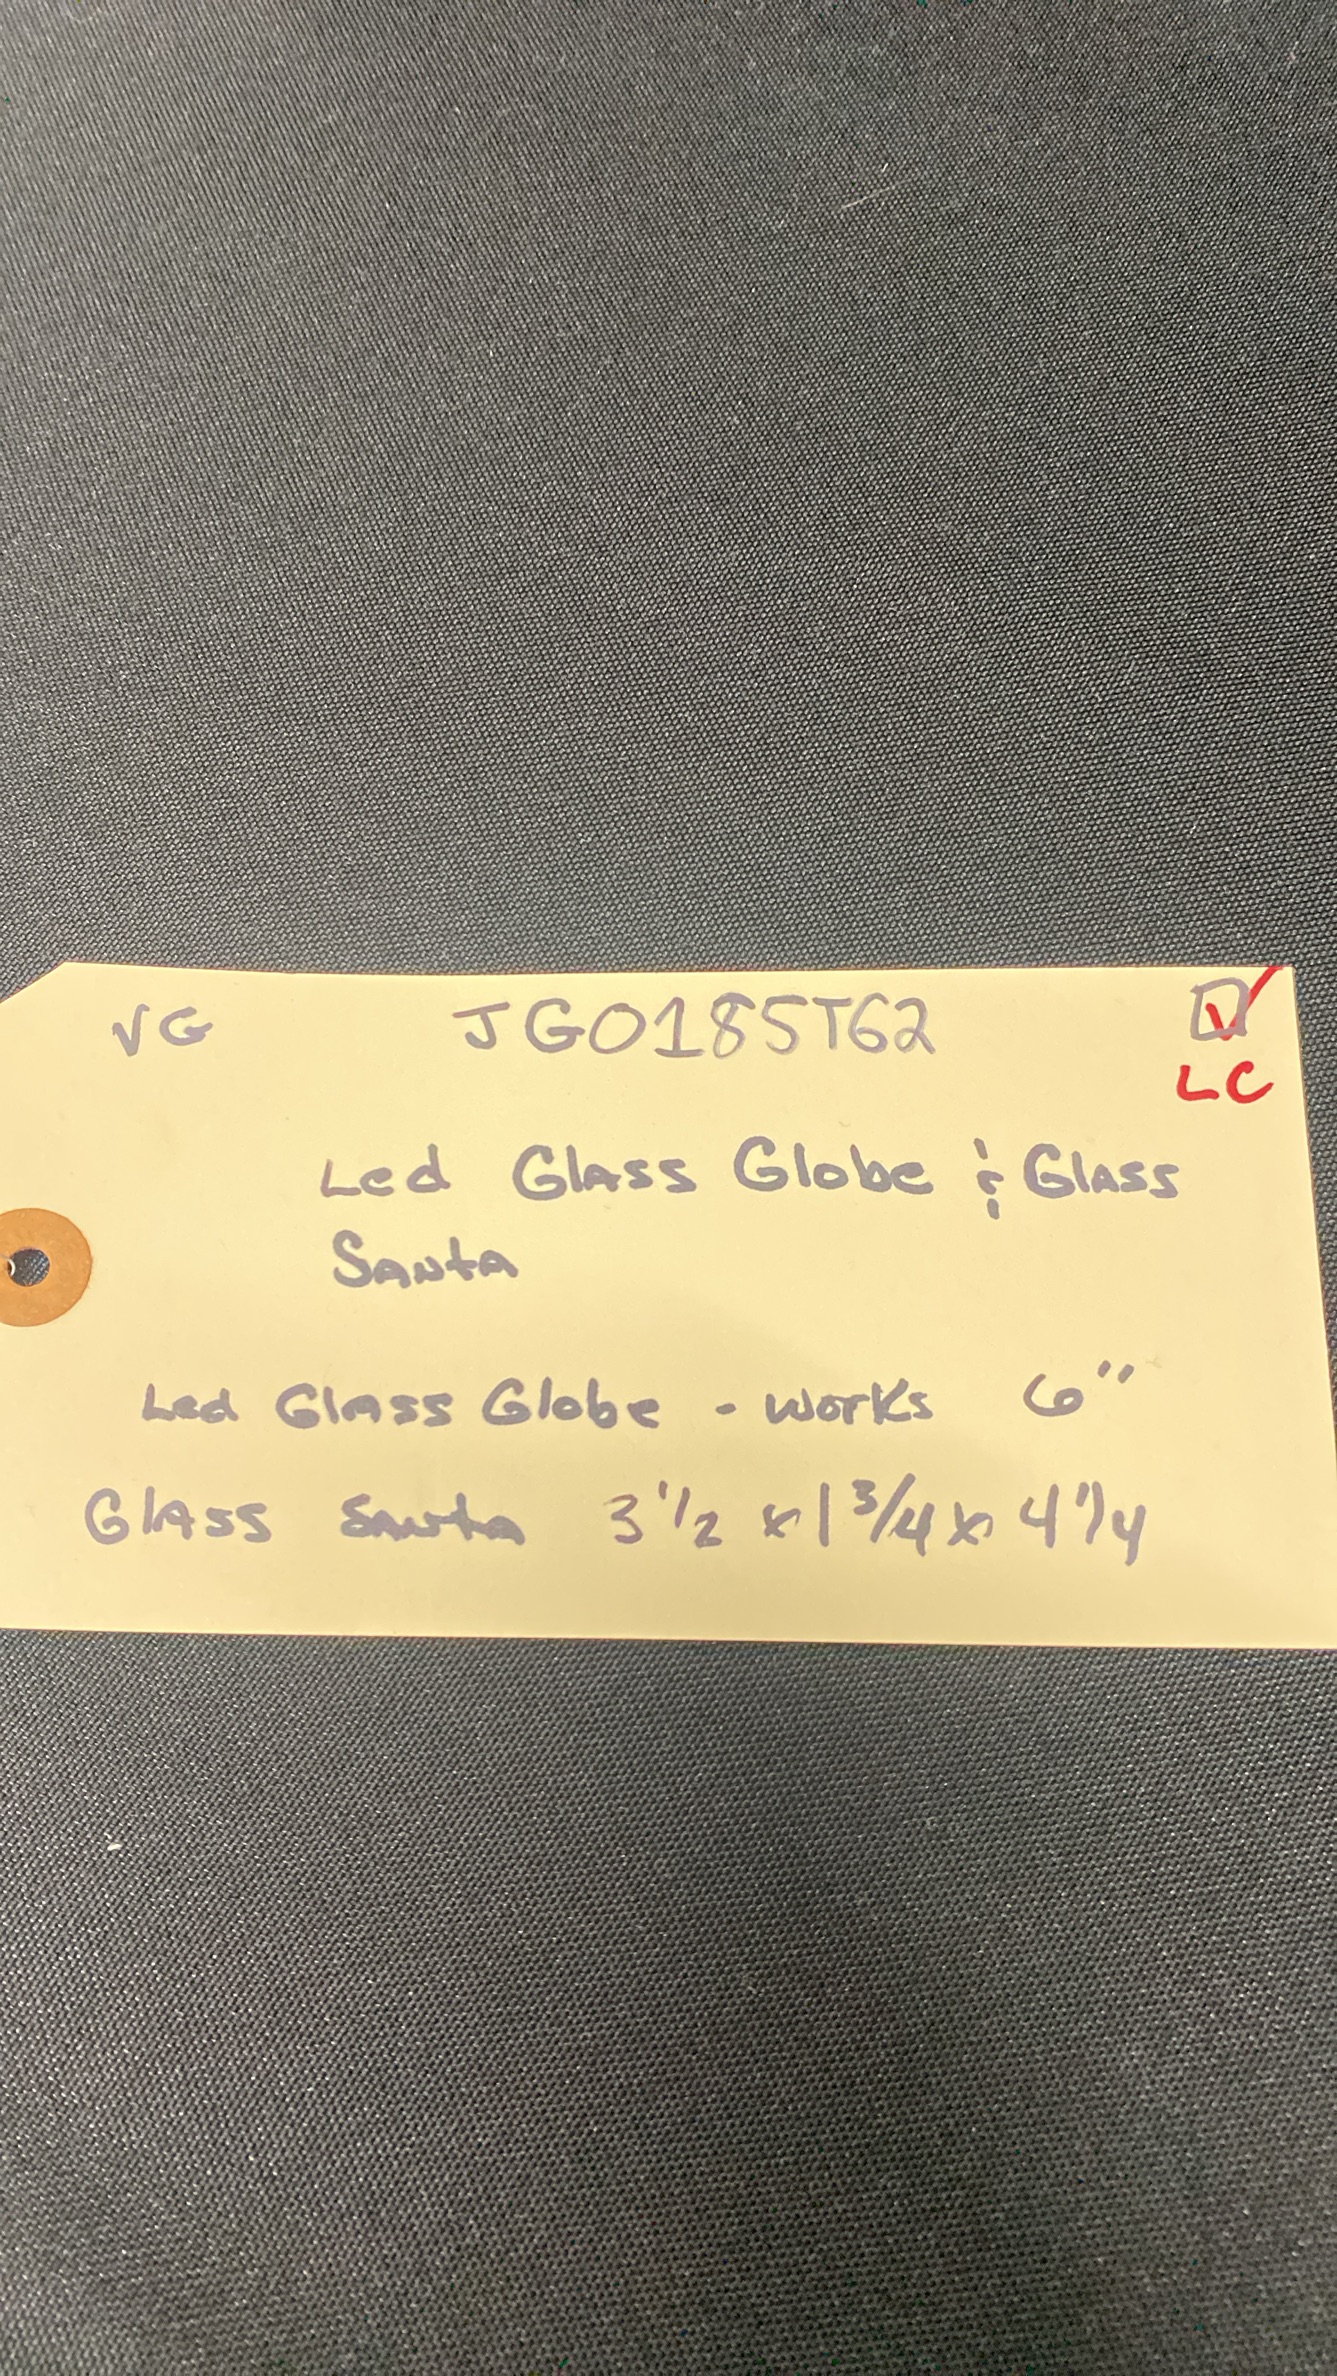 VG JG0185T62
LC
Led Glass Globe & Glass
Santa
Led Glass Globe - works 6"
Glass Santa 3 1/2 x 1 3/4 x 4 1/4